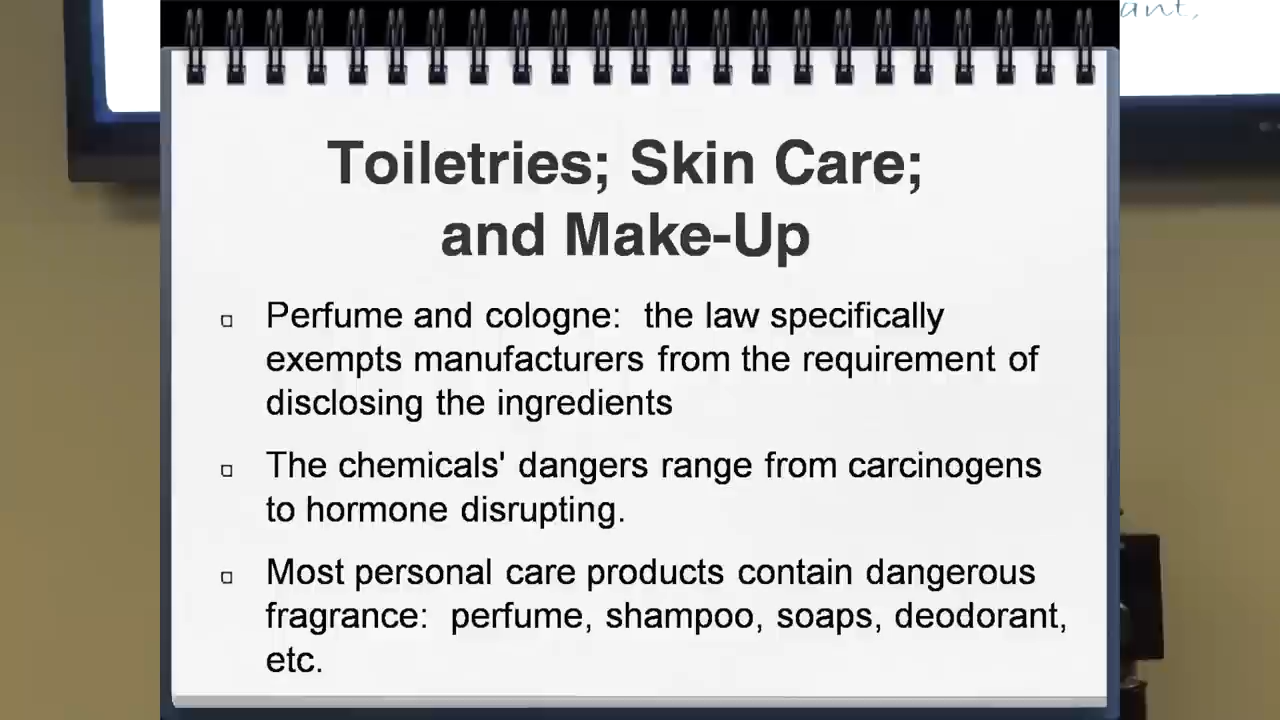 ant,
Toiletries; Skin Care;
and Make-Up
Perfume and cologne: the law specifically
exempts manufacturers from the requirement of
disclosing the ingredients
The chemicals' dangers range from carcinogens
to hormone disrupting.
Most personal care products contain dangerous
fragrance: perfume, shampoo, soaps, deodorant,
etc.